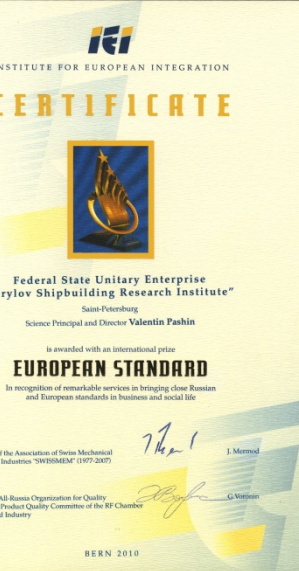 iei
NSTITUTE FOR EUROPEAN INTEGRATION
CERTIFICATE
Federal State Unitary Enterprise
rylov Shipbuilding Research Institute"
Saint-Petersburg
Science Principal and Director Valentin Pashin
is awarded with an international prize
EUROPEAN STANDARD
In recognition of remarkable services in bringing close Russian
and European standards in business and social life
f the Association of Swiss Mechanical
Industries "SWISSMEM" (1977-2007)
J. Mermod
All-Russia Organization for Quality
Product Quality Committee of the RF Chamber
d Industry
G. Voronin
BERN 2010